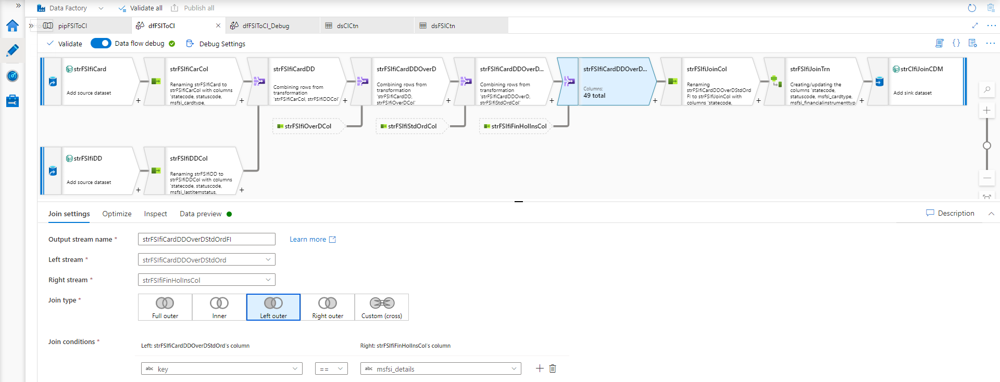 Data Factory
Validate all
Publish all
pipFSIToCI
dfFSIToCI
dfFSIToCI_Debug
dsCICtn
dsFSICtn
Validate
Data flow debug
Debug Settings
strFSIfiCard
Add source dataset
strFSIfiCarCol
Renaming strFSIfiCard to
strFSIfiCarCol with columns
'statecode, statuscode,
msfsi_cardtype,
strFSIfiCardDD
Combining rows from
transformation
'strFSIfiCarCol, strFSIfiDDCol'
strFSIfiCardDDOverD
Combining rows from
transformation
'strFSIfiCardDD,
strFSIfiOverDCol'
strFSIfiCardDDOverD...
Combining rows from
transformation
'strFSIfiCardDDOverD,
strFSIfiStdOrdCol'
strFSIfiCardDDOverD...
Columns:
49 total
strFSIfiJoinCol
Renaming
strFSIfiCardDDOverDStdOrd
FI to strFSIfiJoinCol with
columns 'statecode,
strFSIfiJoinTrn
Creating/updating the
columns 'statecode,
statuscode, msfsi_cardtype,
msfsi_financialinstrumenttyp
strCIfiJoinCDM
Add sink dataset
strFSIfiOverDCol
strFSIfiStdOrdCol
strFSIfiFinHolInsCol
strFSIfiDD
Add source dataset
strFSIfiDDCol
Renaming strFSIfiDD to
strFSIfiDDCol with columns
'statecode, statuscode,
msfsi_lastitemstatus,
Join settings
Optimize
Inspect
Data preview
Description
Output stream name *
strFSIfiCardDDOverDStdOrdFI
Learn more
Left stream *
strFSIfiCardDDOverDStdOrd
Right stream *
strFSIfiFinHolInsCol
Join type *
Full outer
Inner
Left outer
Right outer
Custom (cross)
Join conditions *
Left: strFSIfiCardDDOverDStdOrd's column
Right: strFSIfiFinHolInsCol's column
abc key
==
abc msfsi_details